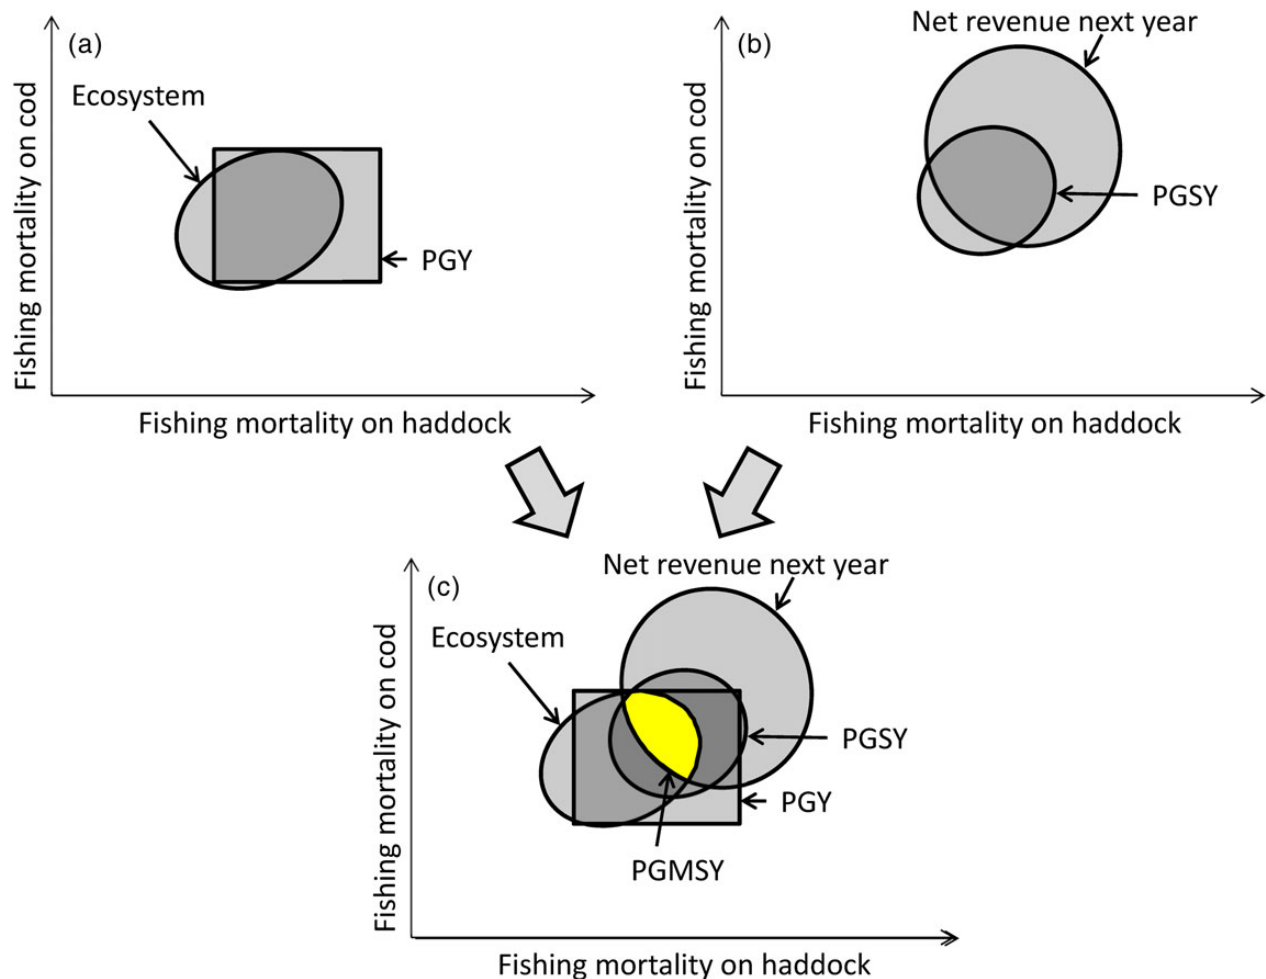 (a)
Ecosystem
PGY
Fishing mortality on cod
Fishing mortality on haddock
(b)
Net revenue next year
PGSY
Fishing mortality on cod
Fishing mortality on haddock
(c)
Net revenue next year
Ecosystem
PGSY
PGY
PGMSY
Fishing mortality on cod
Fishing mortality on haddock